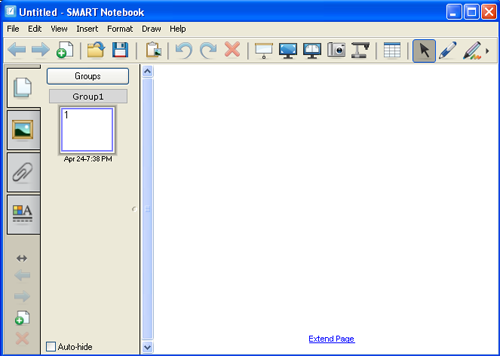 Untitled - SMART Notebook
File Edit View Insert Format Draw
Groups
Group1
1
Apr 24-7:38 PM
A
Extend Page
Auto-hide